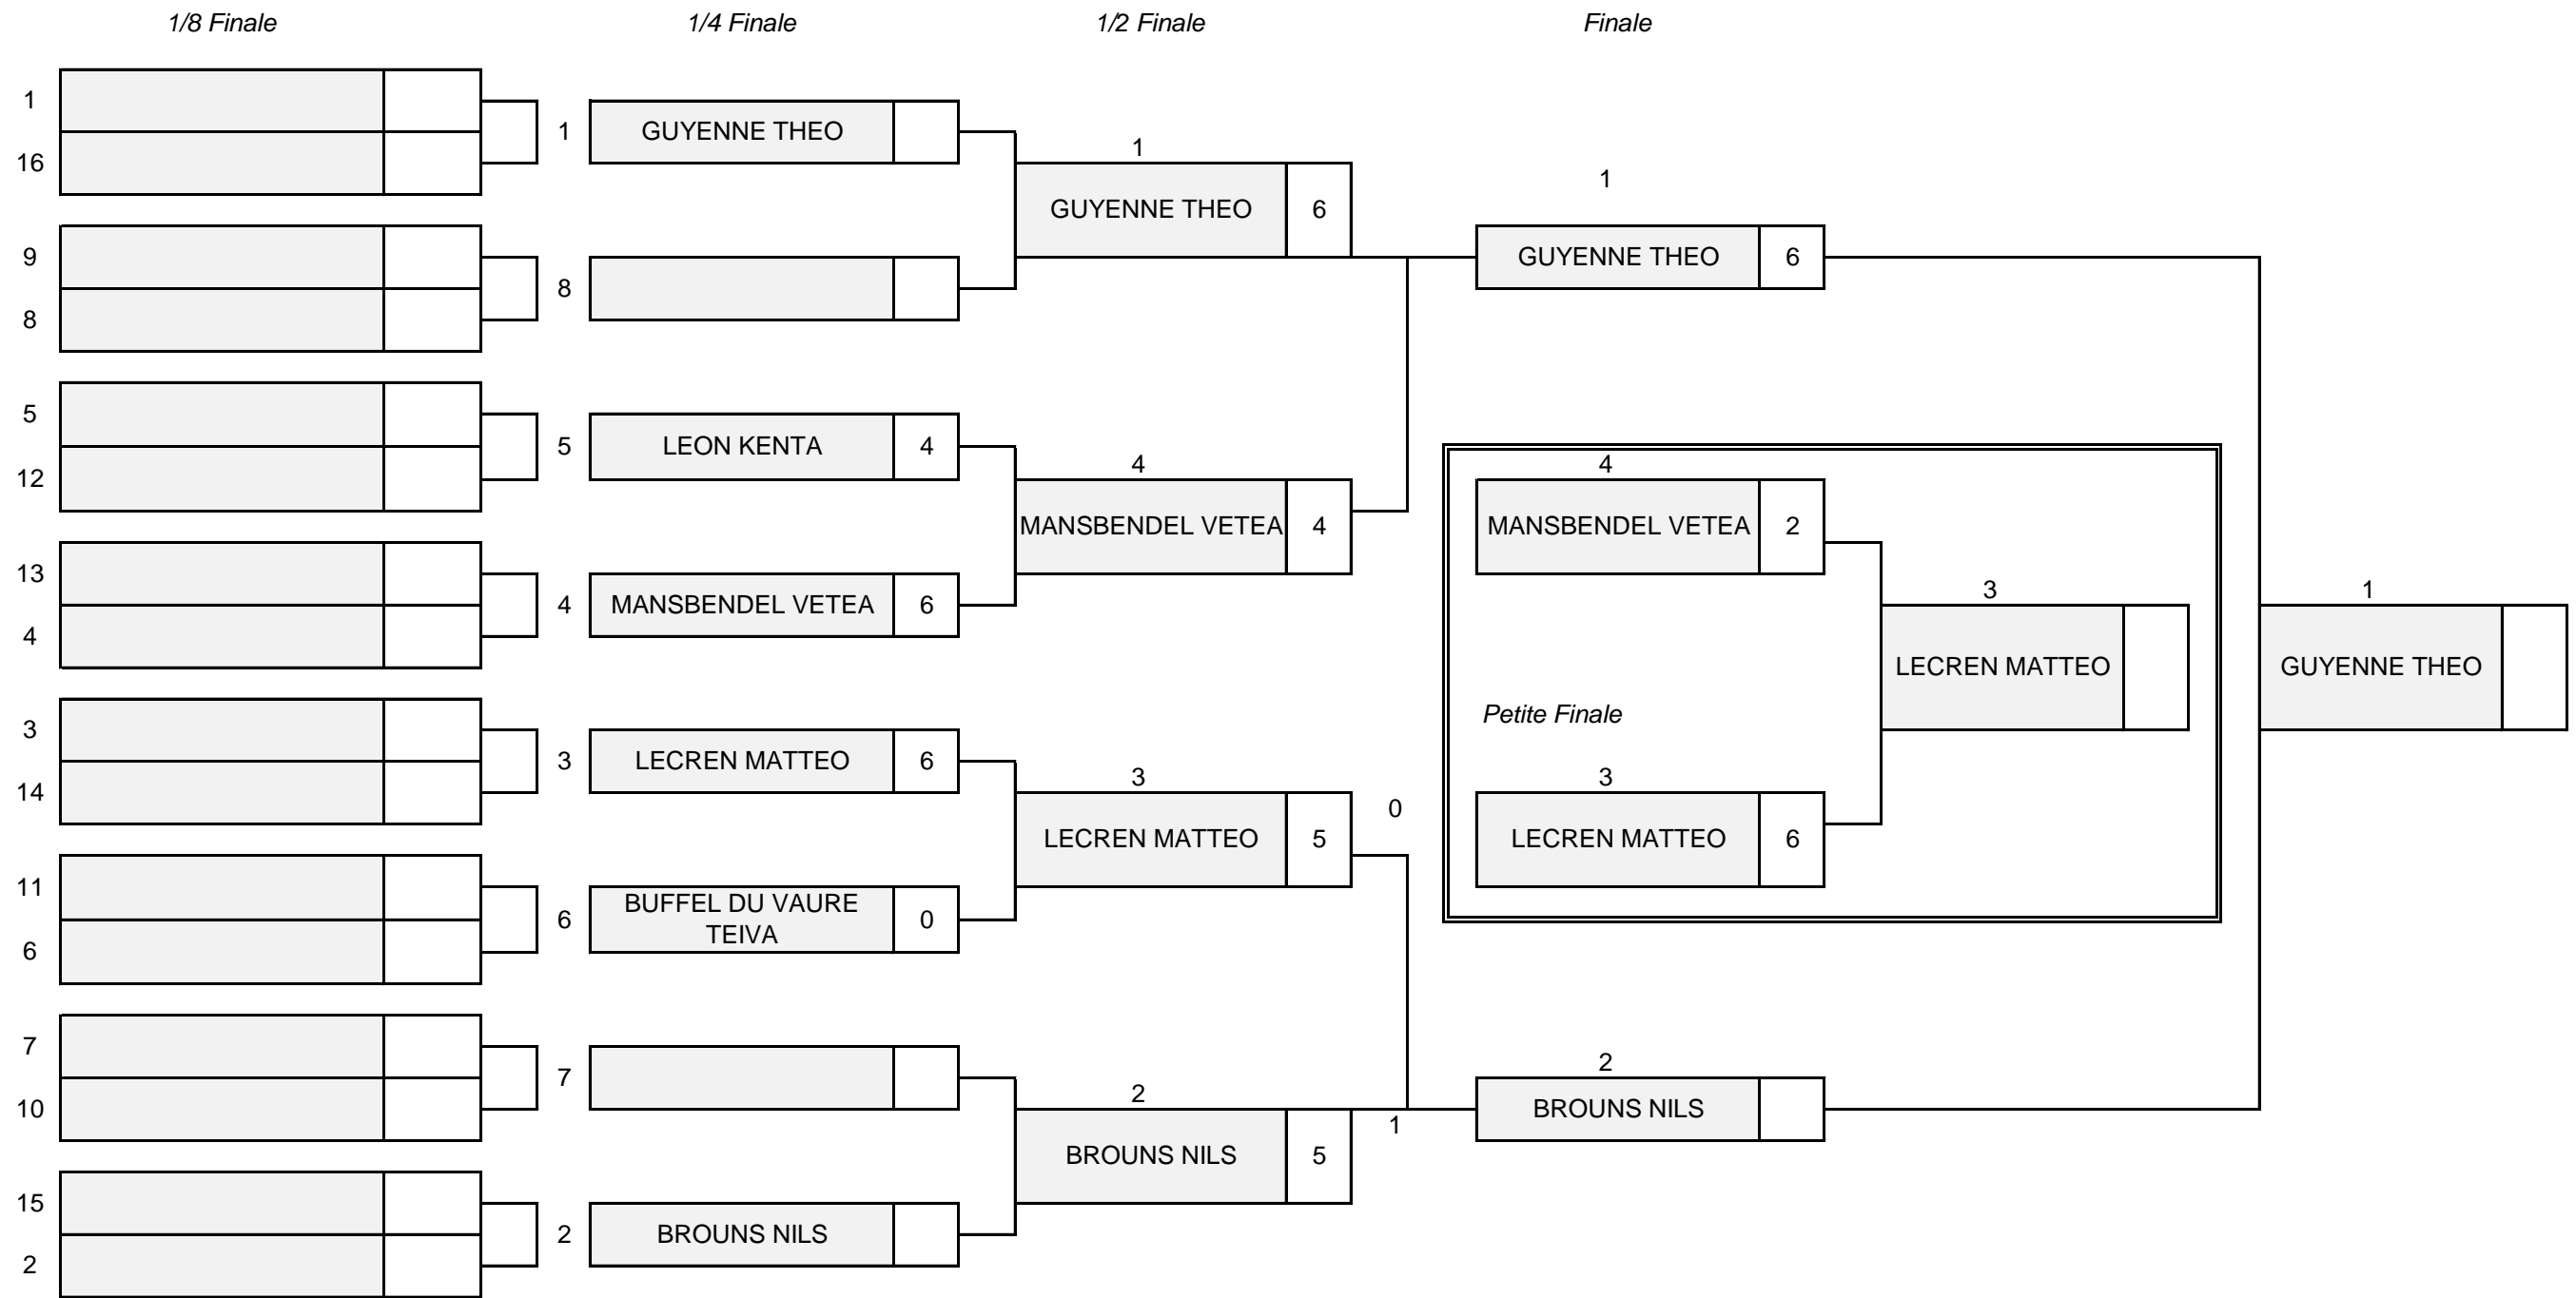 1/8 Finale
1/4 Finale
1/2 Finale
Finale
1
16
9
8
5
12
13
4
3
14
11
6
7
10
15
2
1 GUYENNE THEO
8
5 LEON KENTA 4
4 MANSBENDEL VETEA 6
3 LECREN MATTEO 6
6 BUFFEL DU VAURE
TEIVA 0
7
2 BROUNS NILS
1
GUYENNE THEO 6
4
MANSBENDEL VETEA 4
3
LECREN MATTEO 5
0
2
BROUNS NILS 5
1
1
GUYENNE THEO 6
4
MANSBENDEL VETEA 2
Petite Finale
3
LECREN MATTEO 6
3
LECREN MATTEO
2
BROUNS NILS
1
GUYENNE THEO